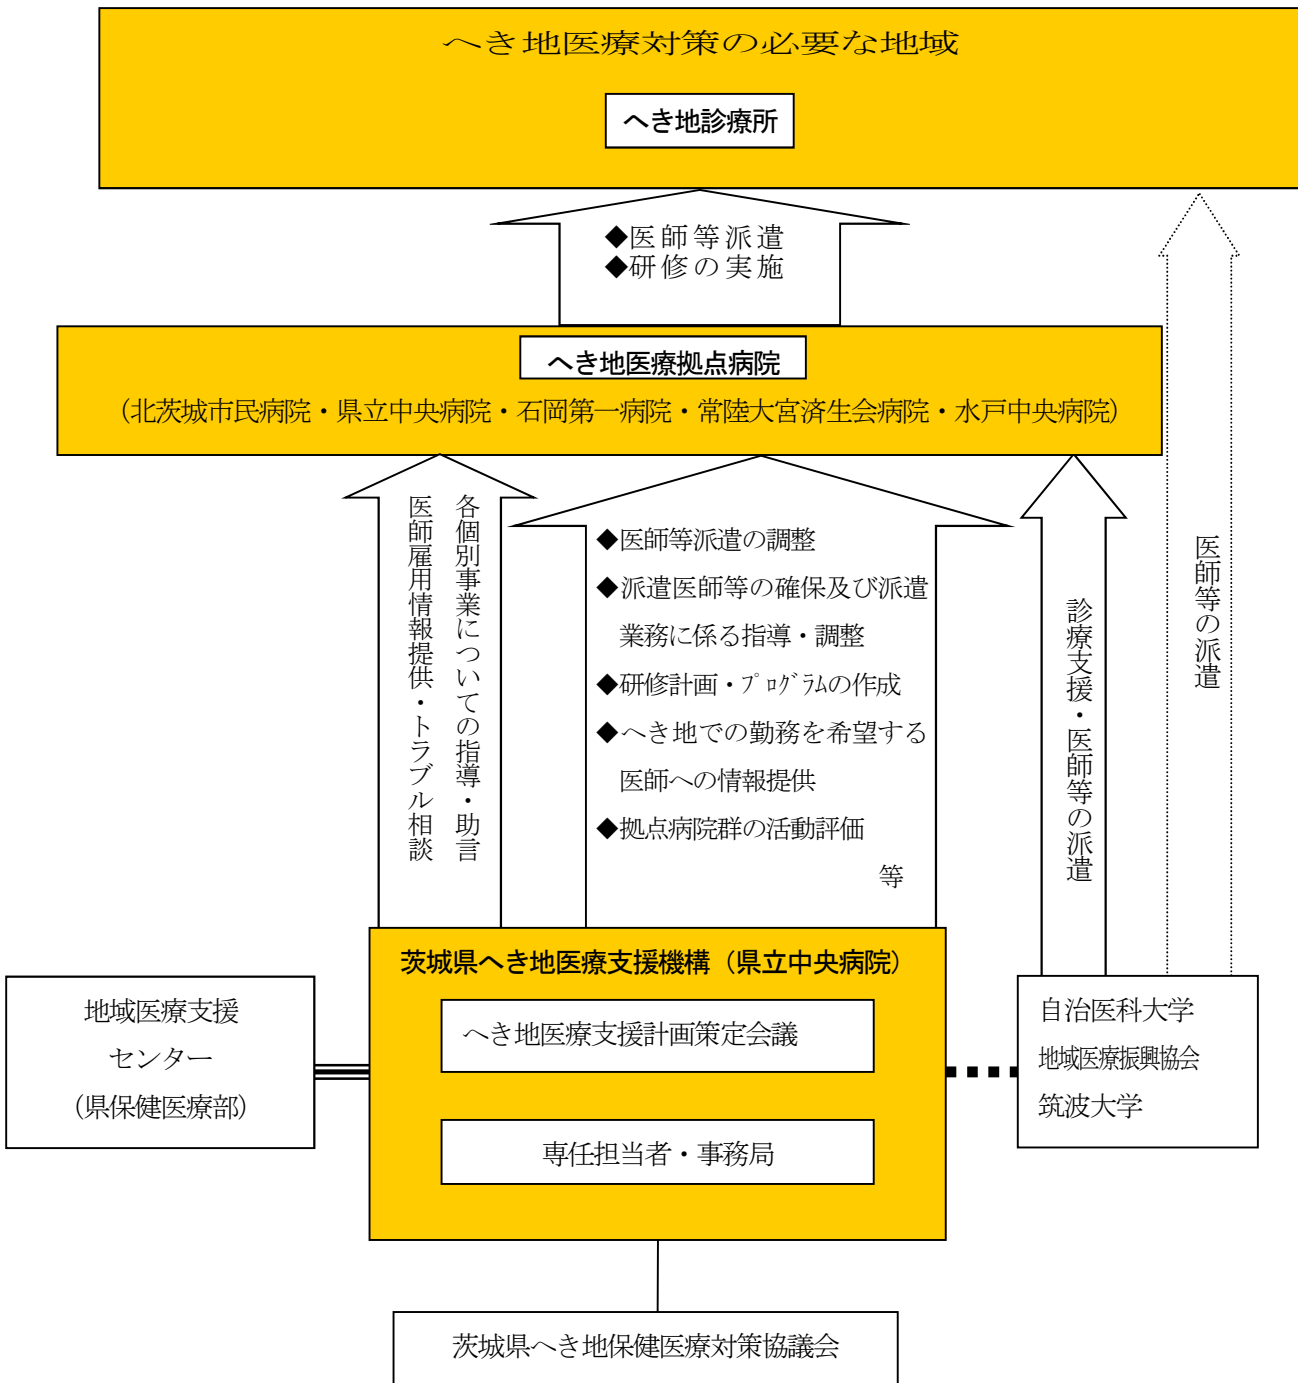 へき地医療対策の必要な地域
へき地診療所
◆医師等派遣
◆研修の実施
へき地医療拠点病院
（北茨城市民病院・県立中央病院・石岡第一病院・常陸大宮済生会病院・水戸中央病院）
各個別事業についての指導・助言
医師雇用情報提供・トラブル相談
◆医師等派遣の調整
◆派遣医師等の確保及び派遣
業務に係る指導・調整
◆研修計画・ﾌﾟﾛｸﾞﾗﾑの作成
◆へき地での勤務を希望する
医師への情報提供
◆拠点病院群の活動評価
等
診療支援・医師等の派遣
医師等の派遣
茨城県へき地医療支援機構（県立中央病院）
へき地医療支援計画策定会議
専任担当者・事務局
地域医療支援
センター
（県保健医療部）
自治医科大学
地域医療振興協会
筑波大学
茨城県へき地保健医療対策協議会